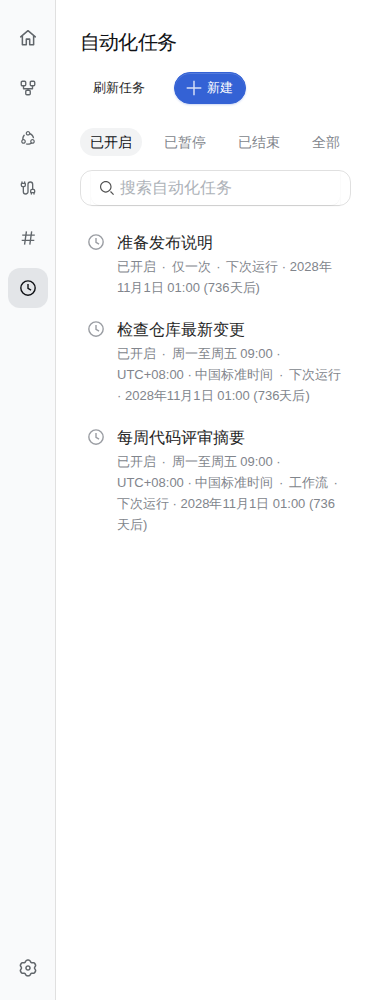 自动化任务
刷新任务
新建
已开启 已暂停 已结束 全部
搜索自动化任务
准备发布说明
已开启 · 仅一次 · 下次运行 · 2028年
11月1日 01:00 (736天后)
检查仓库最新变更
已开启 · 周一至周五 09:00 ·
UTC+08:00 · 中国标准时间 · 下次运行
· 2028年11月1日 01:00 (736天后)
每周代码评审摘要
已开启 · 周一至周五 09:00 ·
UTC+08:00 · 中国标准时间 · 工作流 ·
下次运行 · 2028年11月1日 01:00 (736
天后)